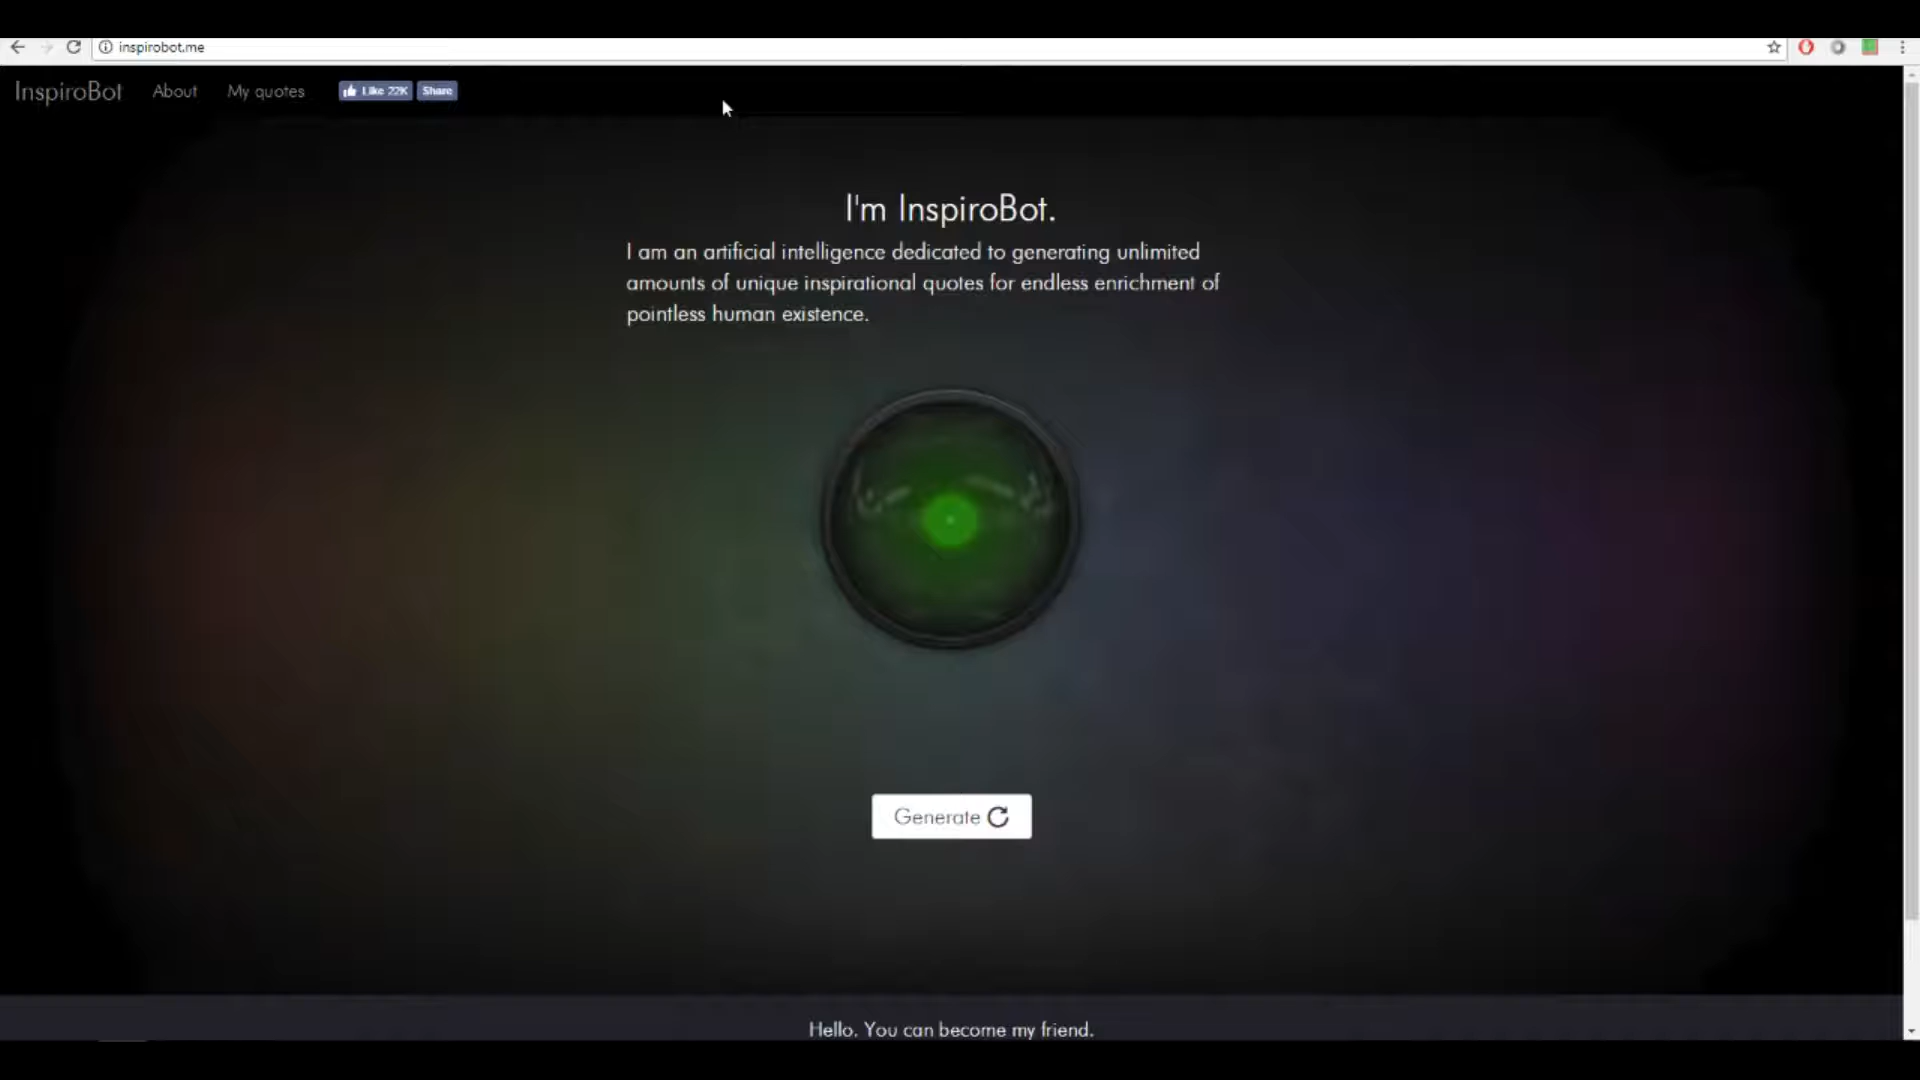 inspirobot.me
InspiroBot About My quotes Like 22K Share
I'm InspiroBot.
I am an artificial intelligence dedicated to generating unlimited
amounts of unique inspirational quotes for endless enrichment of
pointless human existence.
Generate
Hello. You can become my friend.